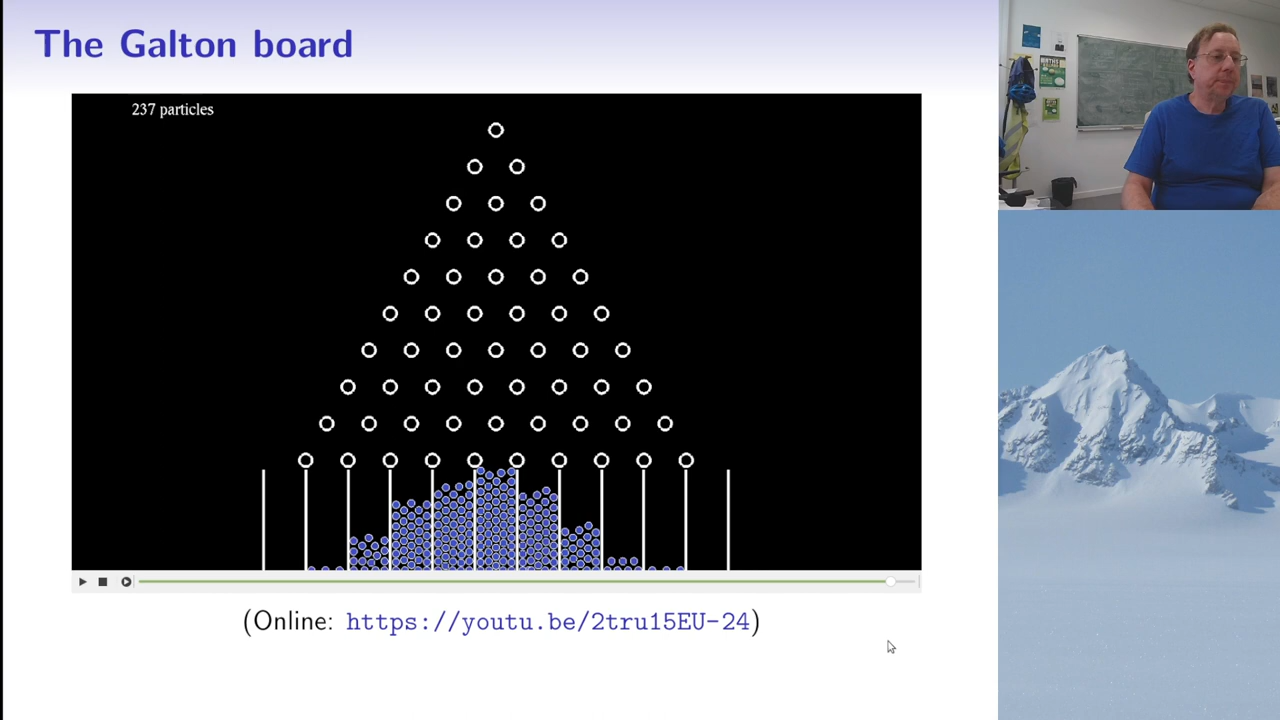 The Galton board
237 particles
(Online: https://youtu.be/2tru15EU-24)